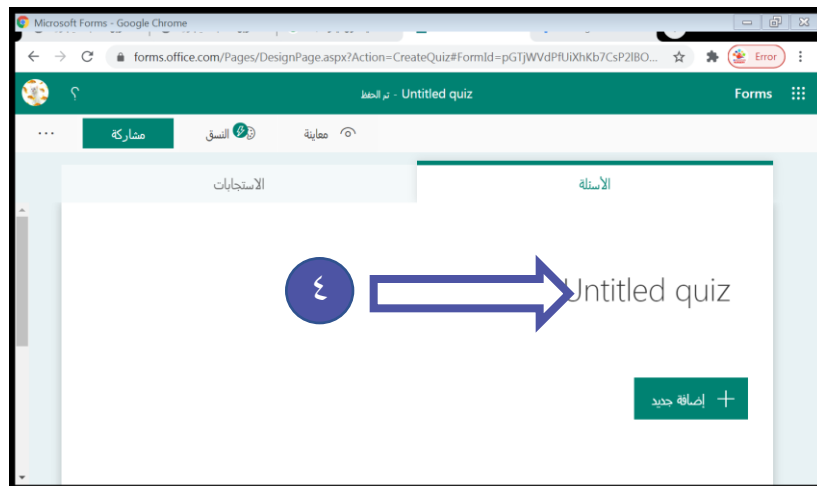 Microsoft Forms - Google Chrome
forms.office.com/Pages/DesignPage.aspx?Action=CreateQuiz#FormId=pGTjWVdPfUiXhKb7CsP2IBO...
Error
Forms
Untitled quiz - تم الحفظ
؟
معاينة
النسق
مشاركة
...
الأسئلة
الاستجابات
Untitled quiz
٤
إضافة جديد